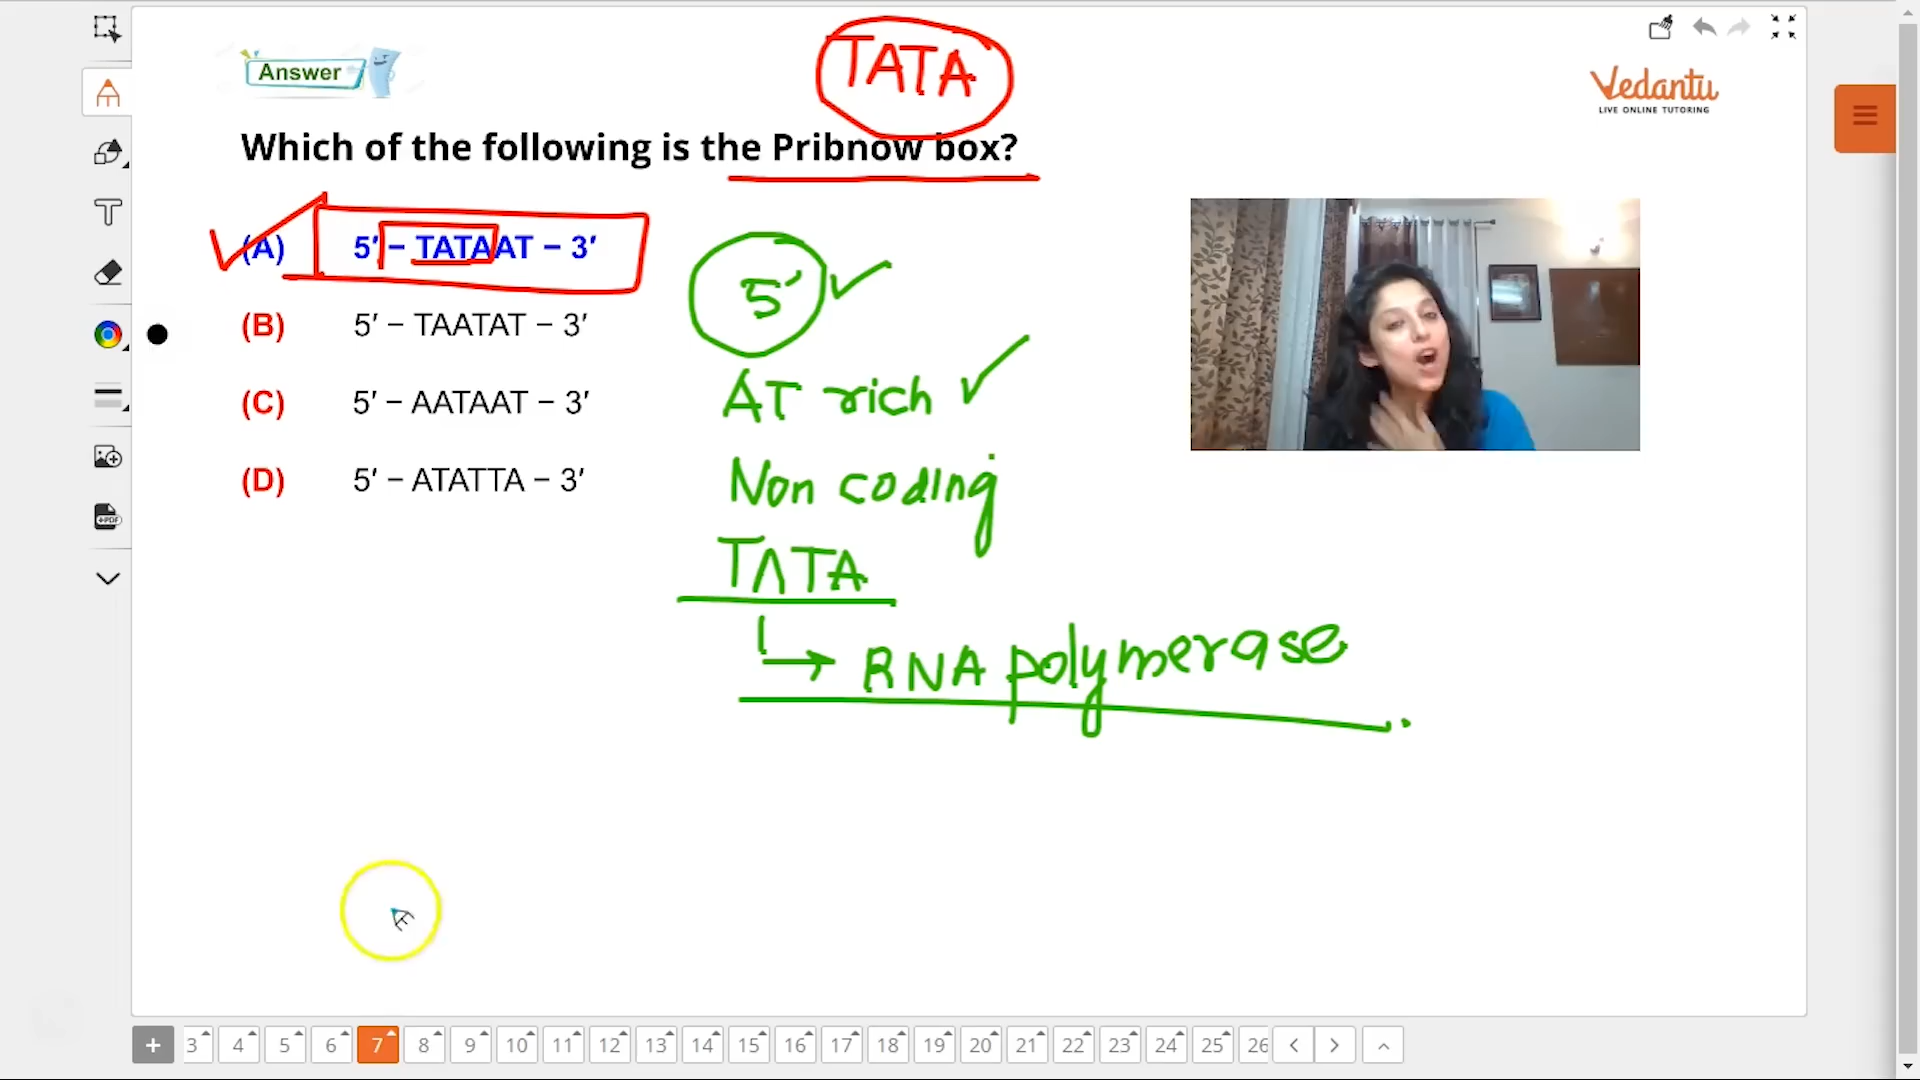 TATA
Answer
Vedantu
LIVE ONLINE TUTORING
Which of the following is the Pribnow box?
(A) 5′ – TATAAT – 3′
(B) 5′ – TAATAT – 3′
(C) 5′ – AATAAT – 3′
(D) 5′ – ATATTA – 3′
5′
AT rich
Non coding
TATA
RNA polymerase
T
+PDF
+ 3 4 5 6 7 8 9 10 11 12 13 14 15 16 17 18 19 20 21 22 23 24 25 26